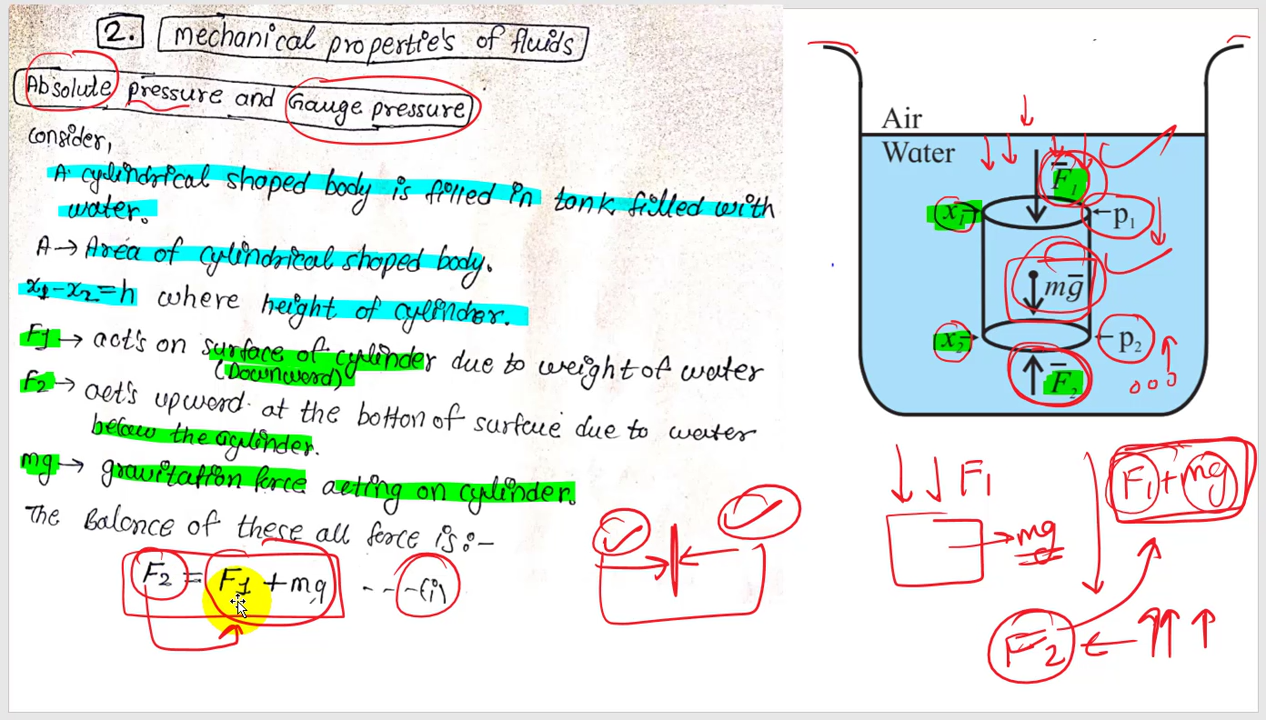 2. mechanical propertie's of fluids
Absolute pressure and Gauge pressure
consider,
A cylindrical shaped body is filled in tank filled with
water.
A → Area of cylindrical shaped body.
x1-x2=h where height of cylinder.
F1 → act's on surface of cylinder due to weight of water
(Downword)
F2 → act's upward at the botton of surface due to water
below the cylinder.
mg → gravitation force acting on cylinder.
The Balance of these all force is:-
F2 = F1 + mg - - - (i)
Air
Water
F1
x1
p1
mg
x2
p2
F2
F1
mg
F1+mg
F2